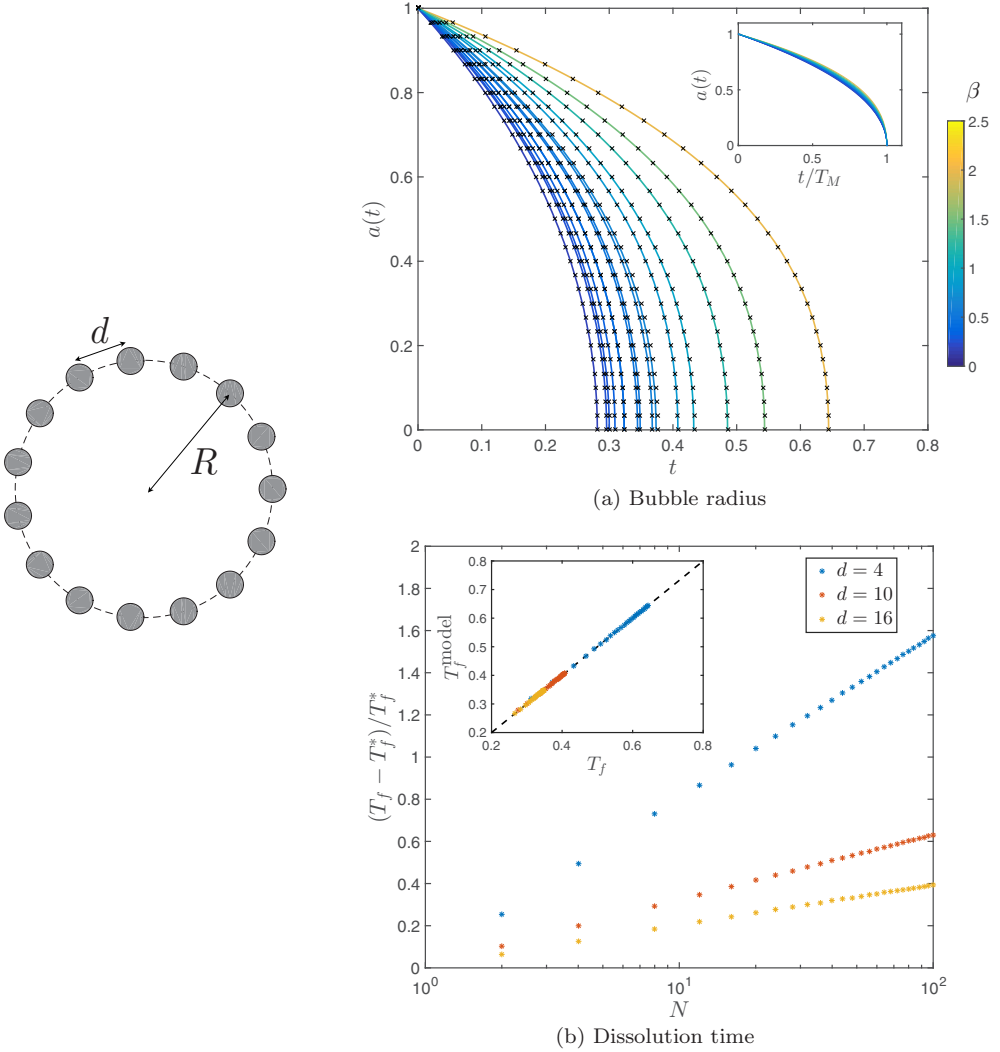 d
R
1
0.8
0.6
0.4
0.2
0
a(t)
0 0.1 0.2 0.3 0.4 0.5 0.6 0.7 0.8
t
1
0.5
0
a(t)
0 0.5 1
t/T_M
β
2.5
2
1.5
1
0.5
0
(a) Bubble radius
2
1.8
1.6
1.4
1.2
1
0.8
0.6
0.4
0.2
0
(T_f − T_f^*)/T_f^*
10^0 10^1 10^2
N
0.8
0.7
0.6
0.5
0.4
0.3
0.2
T_f^model
0.2 0.4 0.6 0.8
T_f
d = 4
d = 10
d = 16
(b) Dissolution time